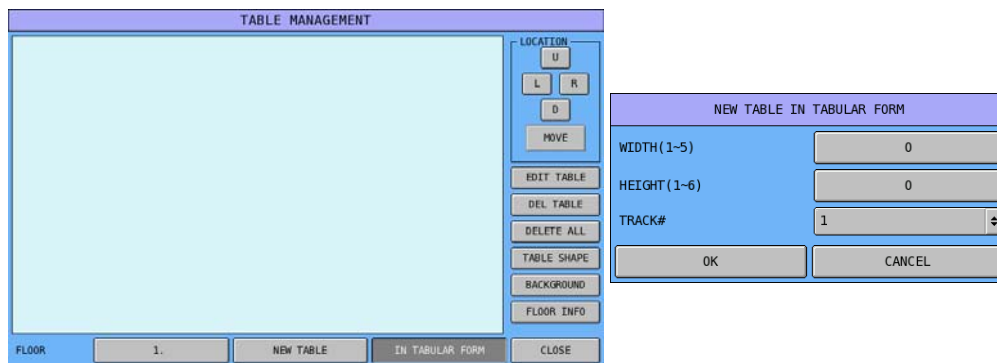 TABLE MANAGEMENT
LOCATION
U
L R
D
MOVE
EDIT TABLE
DEL TABLE
DELETE ALL
TABLE SHAPE
BACKGROUND
FLOOR INFO
FLOOR 1. NEW TABLE IN TABULAR FORM CLOSE
NEW TABLE IN TABULAR FORM
WIDTH(1~5) 0
HEIGHT(1~6) 0
TRACK# 1
OK CANCEL